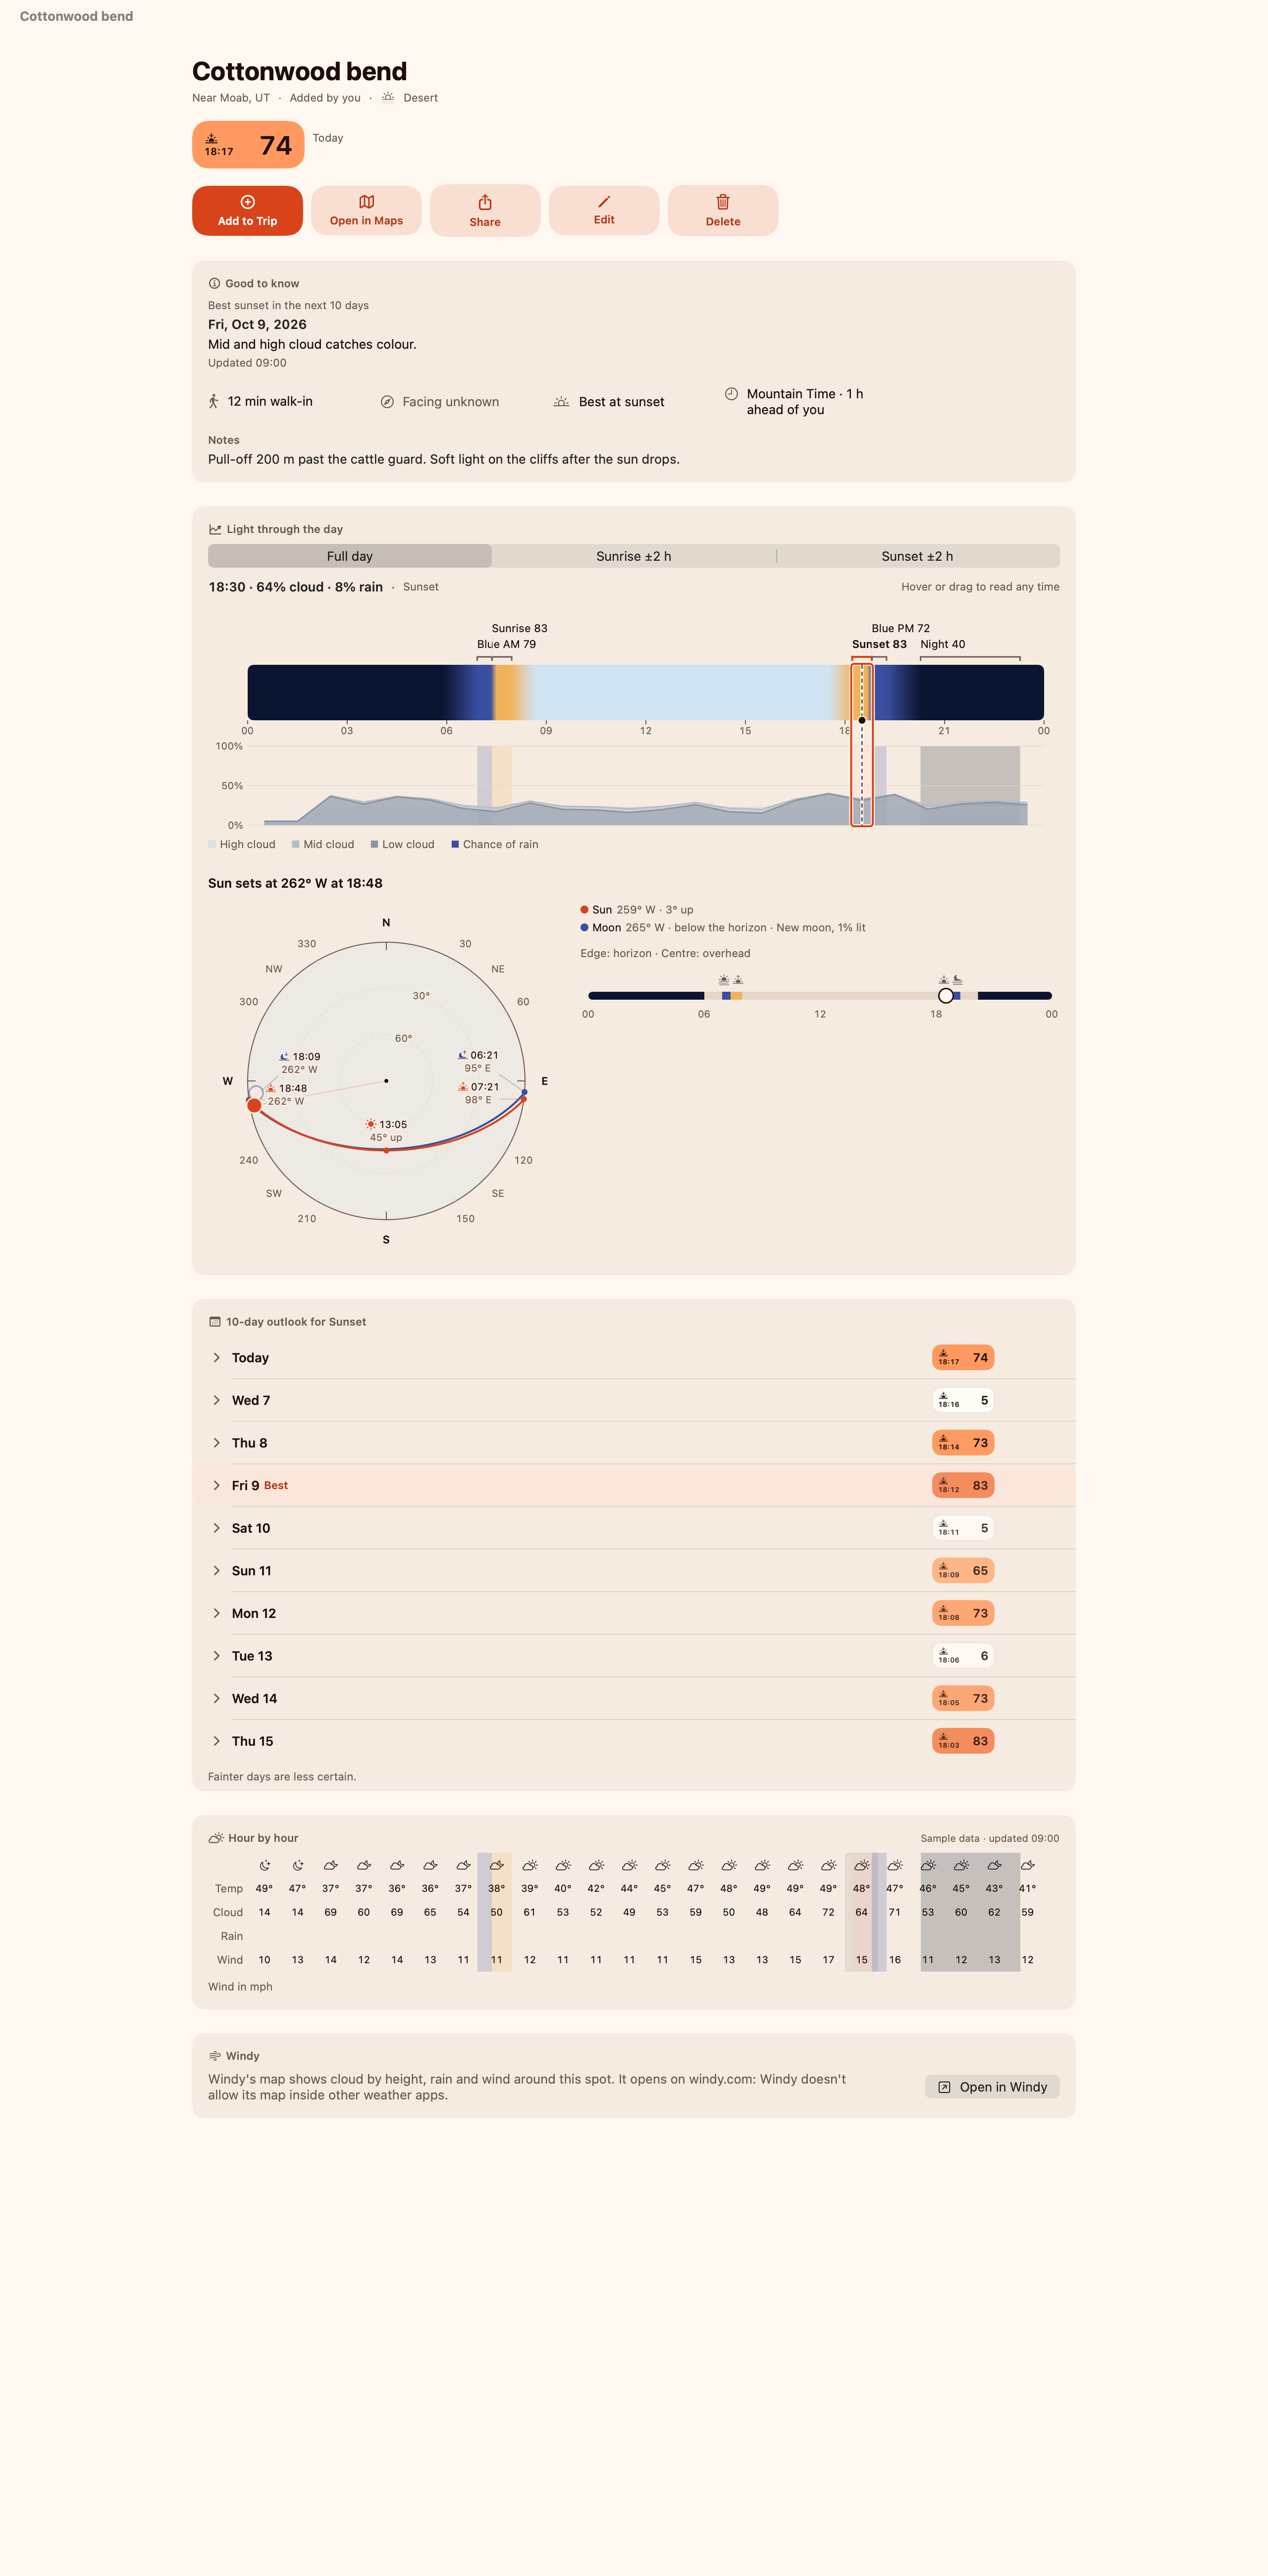 Cottonwood bend
Cottonwood bend
Near Moab, UT · Added by you · Desert
18:17 74 Today
Add to Trip
Open in Maps
Share
Edit
Delete
Good to know
Best sunset in the next 10 days
Fri, Oct 9, 2026
Mid and high cloud catches colour.
Updated 09:00
12 min walk-in
Facing unknown
Best at sunset
Mountain Time · 1 h
ahead of you
Notes
Pull-off 200 m past the cattle guard. Soft light on the cliffs after the sun drops.
Light through the day
Full day Sunrise ±2 h Sunset ±2 h
18:30 · 64% cloud · 8% rain · Sunset
Hover or drag to read any time
Sunrise 83 Blue PM 72
Blue AM 79 Sunset 83 Night 40
00 03 06 09 12 15 18 21 00
100%
50%
0%
High cloud Mid cloud Low cloud Chance of rain
Sun sets at 262° W at 18:48
Sun 259° W · 3° up
Moon 265° W · below the horizon · New moon, 1% lit
Edge: horizon · Centre: overhead
00 06 12 18 00
N
330 30
NW NE
300 60
30°
60°
18:09
262° W
06:21
95° E
W E
18:48
262° W
07:21
98° E
13:05
45° up
240 120
SW SE
210 150
S
10-day outlook for Sunset
Today 18:17 74
Wed 7 18:16 5
Thu 8 18:14 73
Fri 9 Best 18:12 83
Sat 10 18:11 5
Sun 11 18:09 65
Mon 12 18:08 73
Tue 13 18:06 6
Wed 14 18:05 73
Thu 15 18:03 83
Fainter days are less certain.
Hour by hour
Sample data · updated 09:00
Temp 49° 47° 37° 37° 36° 36° 37° 38° 39° 40° 42° 44° 45° 47° 48° 49° 49° 49° 48° 47° 46° 45° 43° 41°
Cloud 14 14 69 60 69 65 54 50 61 53 52 49 53 59 50 48 64 72 64 71 53 60 62 59
Rain
Wind 10 13 14 12 14 13 11 11 12 11 11 11 11 15 13 13 15 17 15 16 11 12 13 12
Wind in mph
Windy
Windy's map shows cloud by height, rain and wind around this spot. It opens on windy.com: Windy doesn't
allow its map inside other weather apps.
Open in Windy